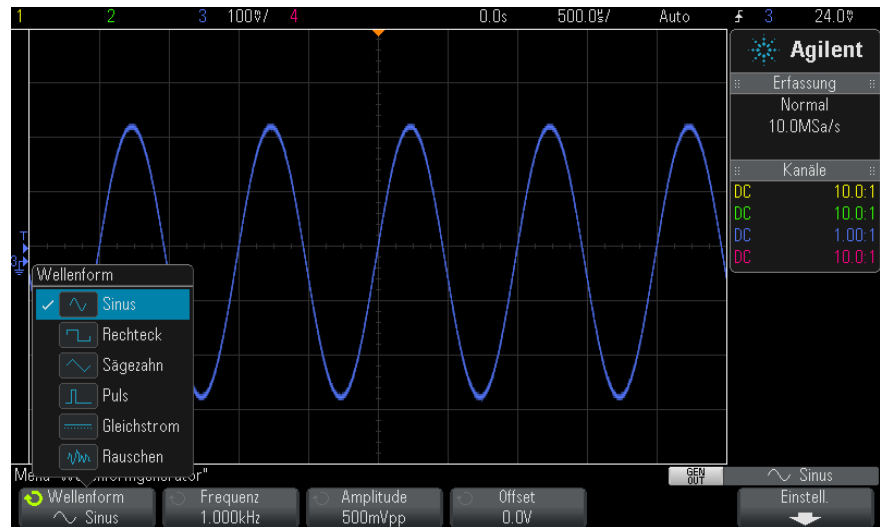 1 2 3 100V/ 4 0.0s 500.0µ/ Auto 3 24.0V
Agilent
Erfassung
Normal
10.0MSa/s
Kanäle
DC 10.0:1
DC 10.0:1
DC 1.00:1
DC 10.0:1
T
3
Wellenform
Sinus
Rechteck
Sägezahn
Puls
Gleichstrom
Rauschen
GEN OUT
Sinus
Wellenform
Sinus
Frequenz
1.000kHz
Amplitude
500mVpp
Offset
0.0V
Einstell.